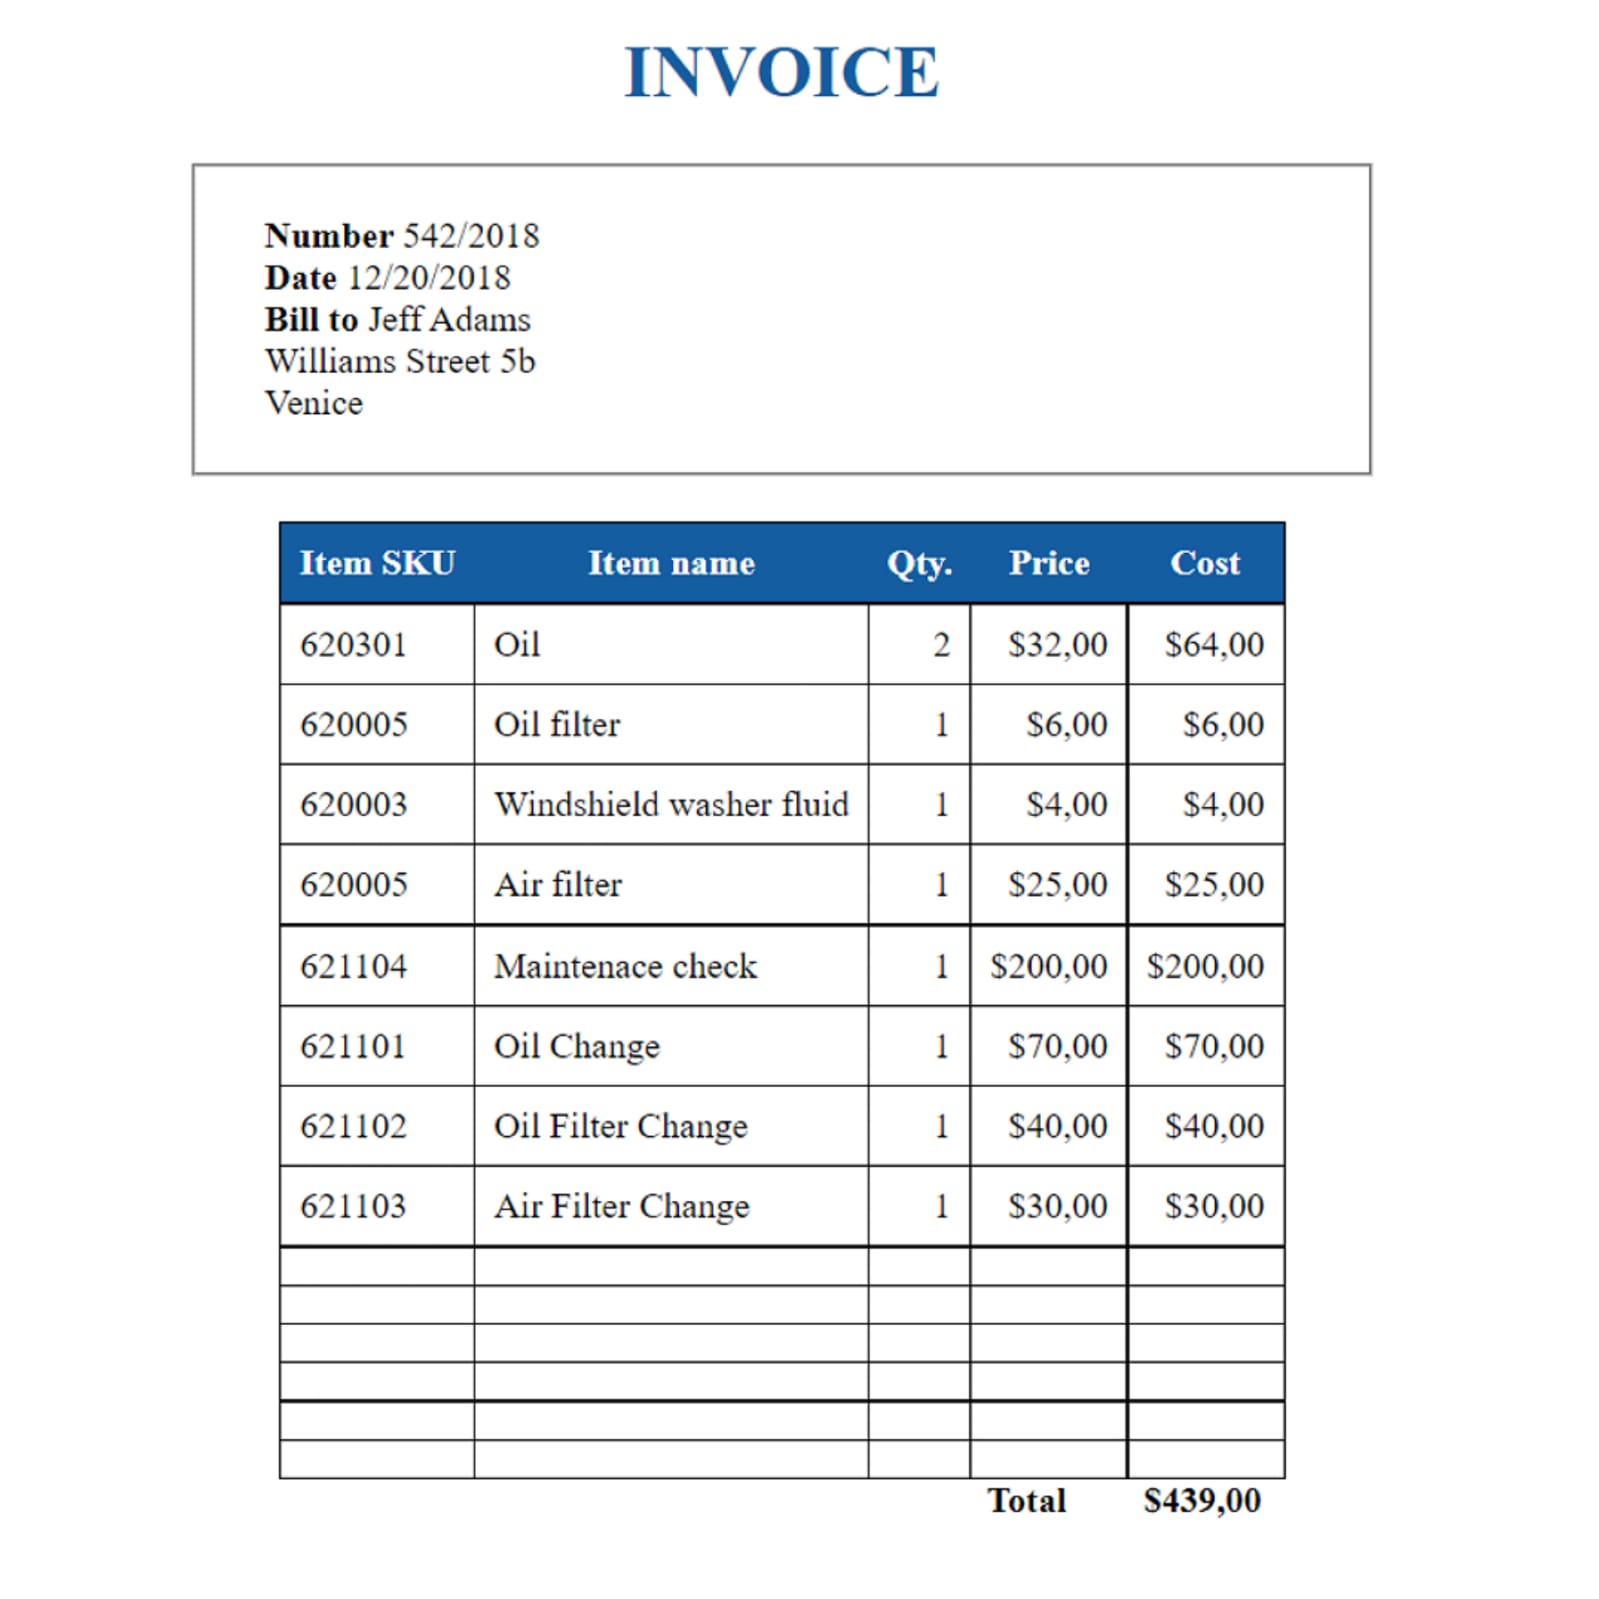 INVOICE
Number 542/2018
Date 12/20/2018
Bill to Jeff Adams
Williams Street 5b
Venice
Item SKU Item name Qty. Price Cost
620301 Oil 2 $32,00 $64,00
620005 Oil filter 1 $6,00 $6,00
620003 Windshield washer fluid 1 $4,00 $4,00
620005 Air filter 1 $25,00 $25,00
621104 Maintenace check 1 $200,00 $200,00
621101 Oil Change 1 $70,00 $70,00
621102 Oil Filter Change 1 $40,00 $40,00
621103 Air Filter Change 1 $30,00 $30,00
Total $439,00